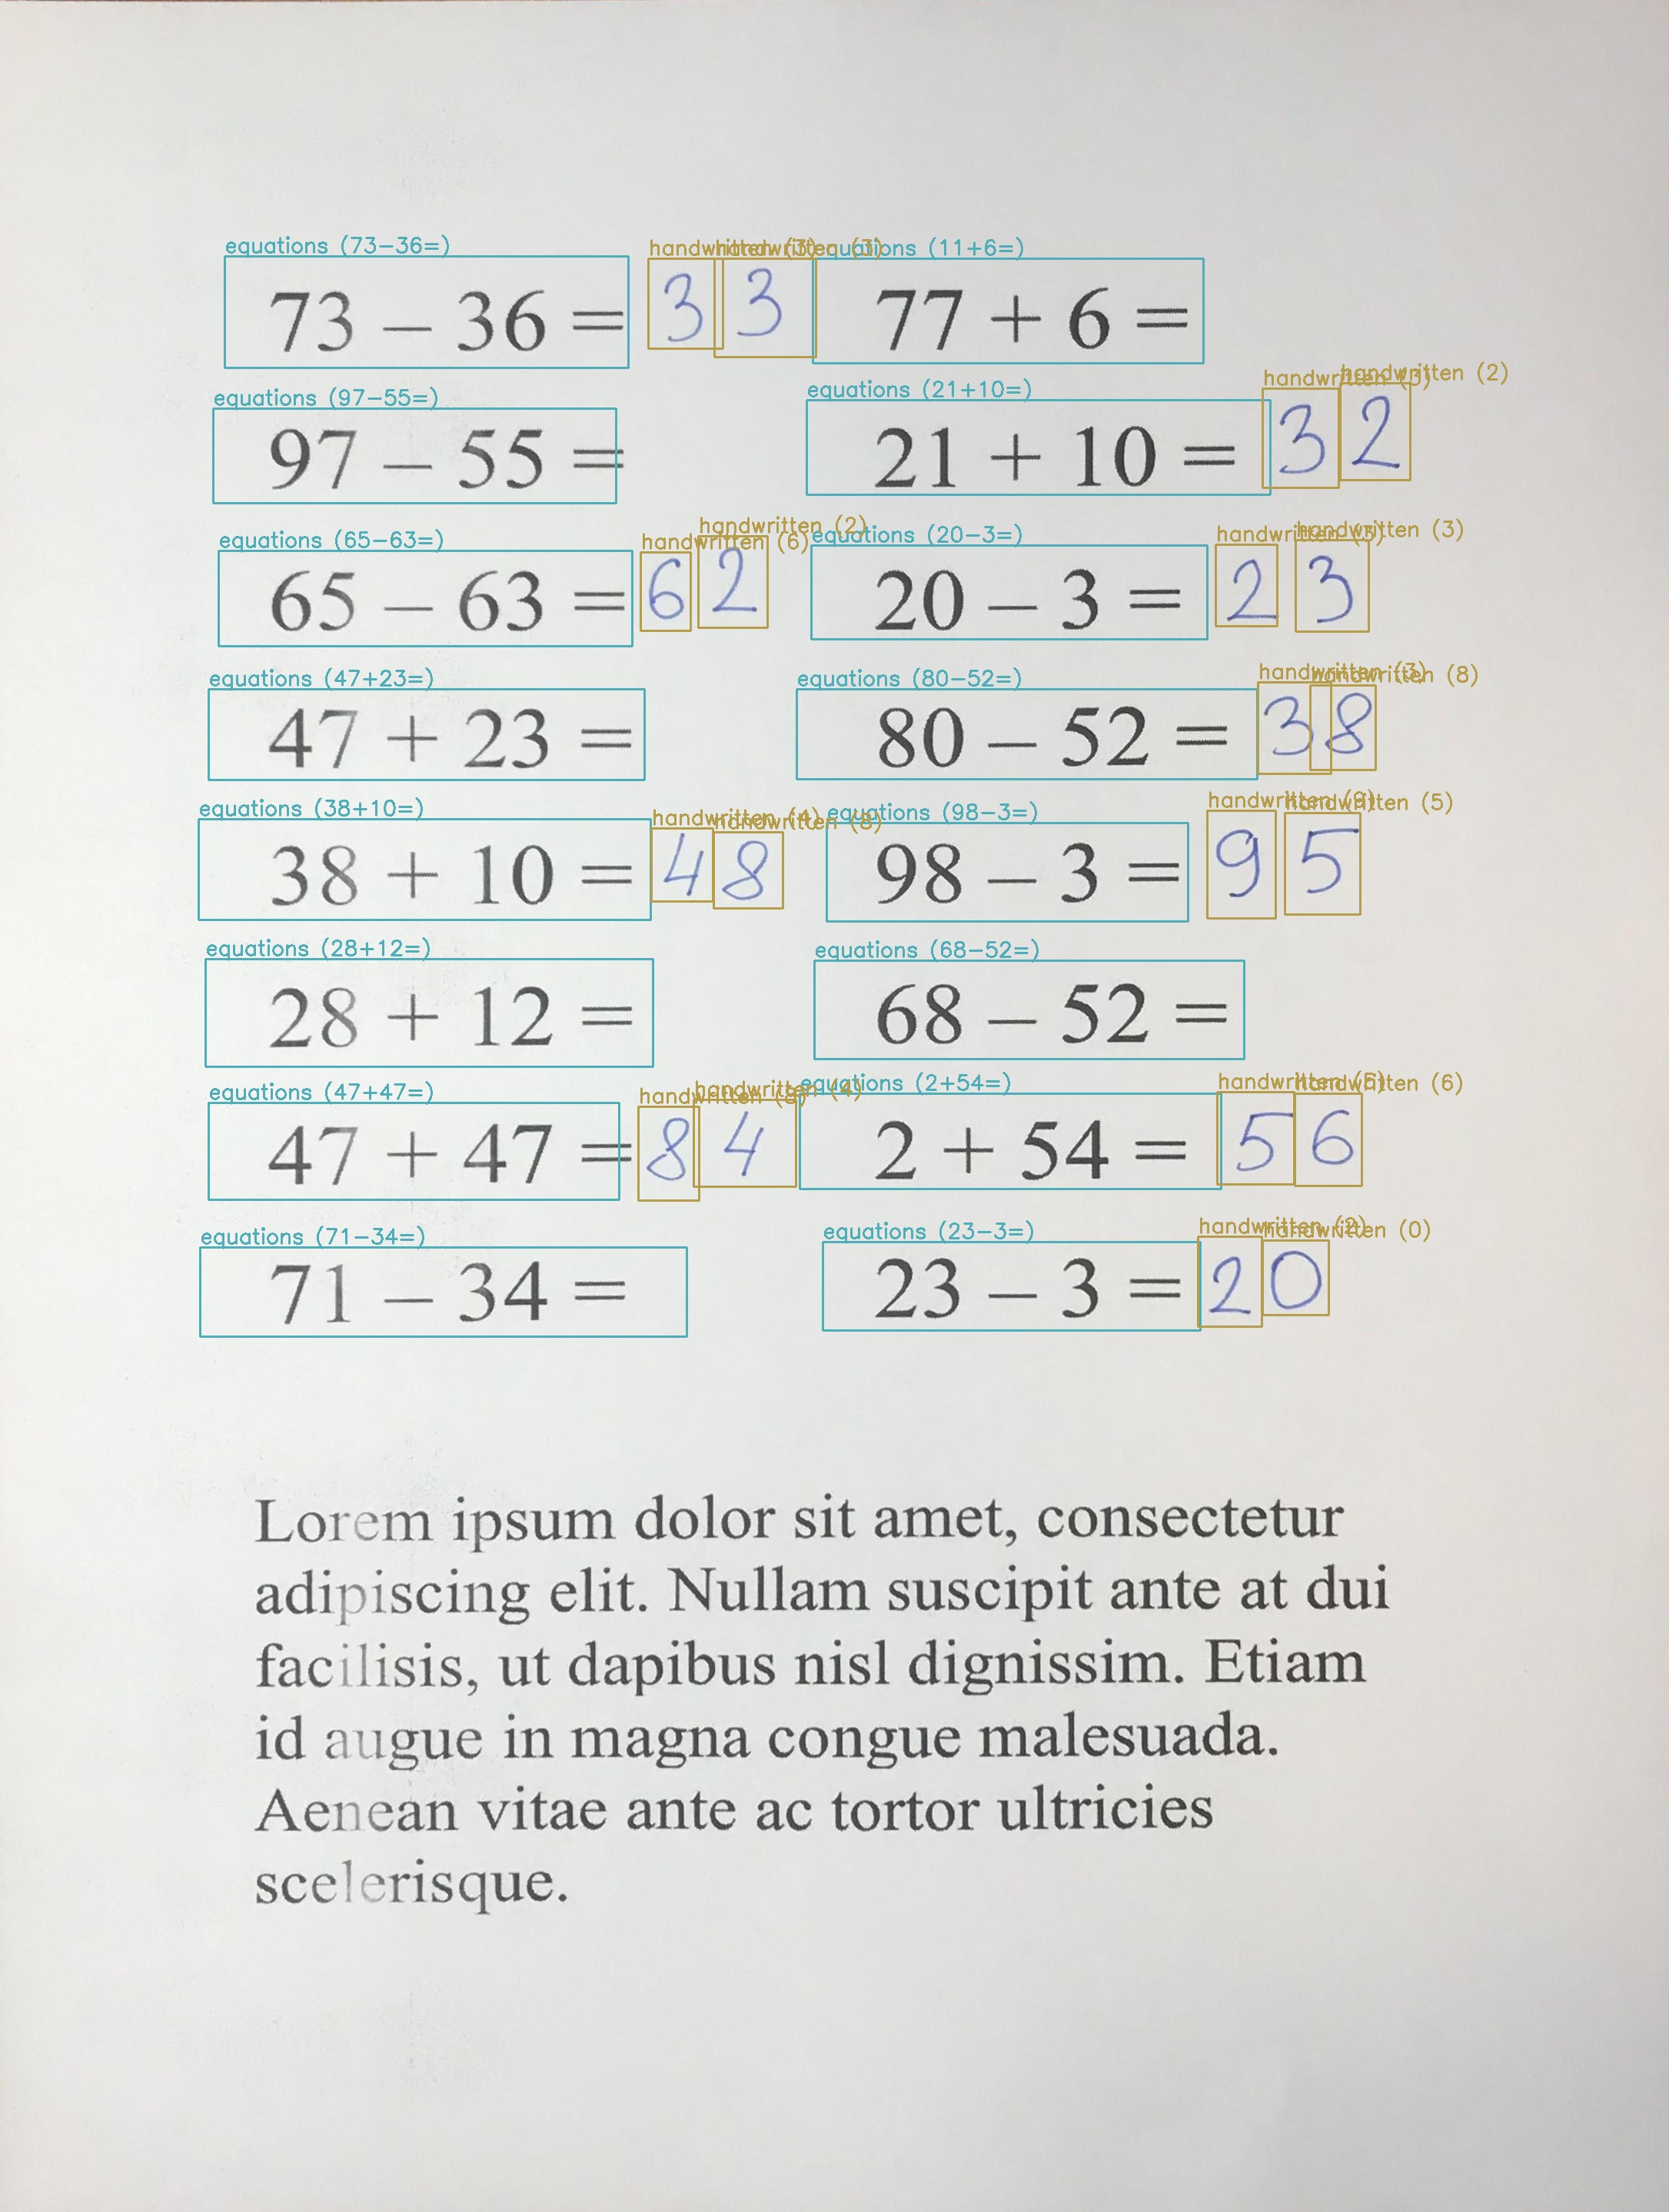 equations (73-36=) handwritten (3) handwritten (3) equations (11+6=)
73 – 36 = 33 77 + 6 =
equations (97-55=) equations (21+10=) handwritten (3) handwritten (2)
97 – 55 = 21 + 10 = 32
equations (65-63=) handwritten (6) handwritten (2) equations (20-3=) handwritten handwritten (3)
65 – 63 = 62 20 – 3 = 23
equations (47+23=) equations (80-52=) handwritten (3) handwritten (8)
47 + 23 = 80 – 52 = 38
equations (38+10=) handwritten (4) handwritten (8) equations (98-3=) handwritten (9) handwritten (5)
38 + 10 = 48 98 – 3 = 95
equations (28+12=) equations (68-52=)
28 + 12 = 68 – 52 =
equations (47+47=) handwritten (8) handwritten (4) equations (2+54=) handwritten (5) handwritten (6)
47 + 47 = 84 2 + 54 = 56
equations (71-34=) equations (23-3=) handwritten (2) handwritten (0)
71 – 34 = 23 – 3 = 20
Lorem ipsum dolor sit amet, consectetur
adipiscing elit. Nullam suscipit ante at dui
facilisis, ut dapibus nisl dignissim. Etiam
id augue in magna congue malesuada.
Aenean vitae ante ac tortor ultricies
scelerisque.